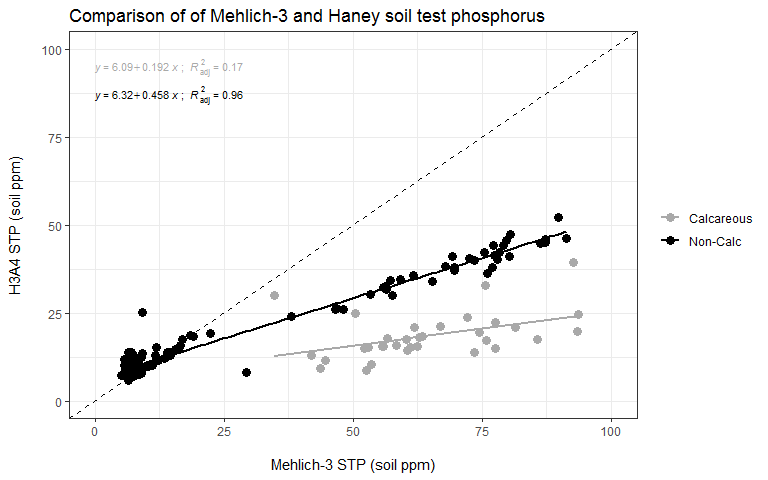 Comparison of of Mehlich-3 and Haney soil test phosphorus
y = 6.09+0.192 x ; R²adj = 0.17
y = 6.32+0.458 x ; R²adj = 0.96
100
75
50
25
0
H3A4 STP (soil ppm)
0 25 50 75 100
Mehlich-3 STP (soil ppm)
Calcareous
Non-Calc